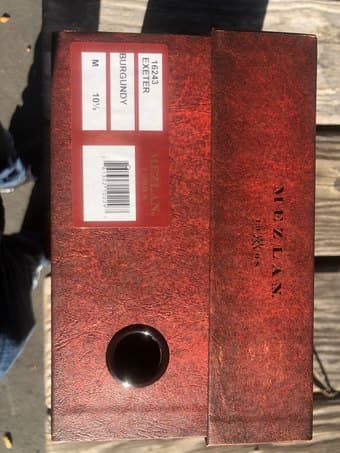 16243
EXETER
BURGUNDY
M 10½
MEZLAN
MEZLAN